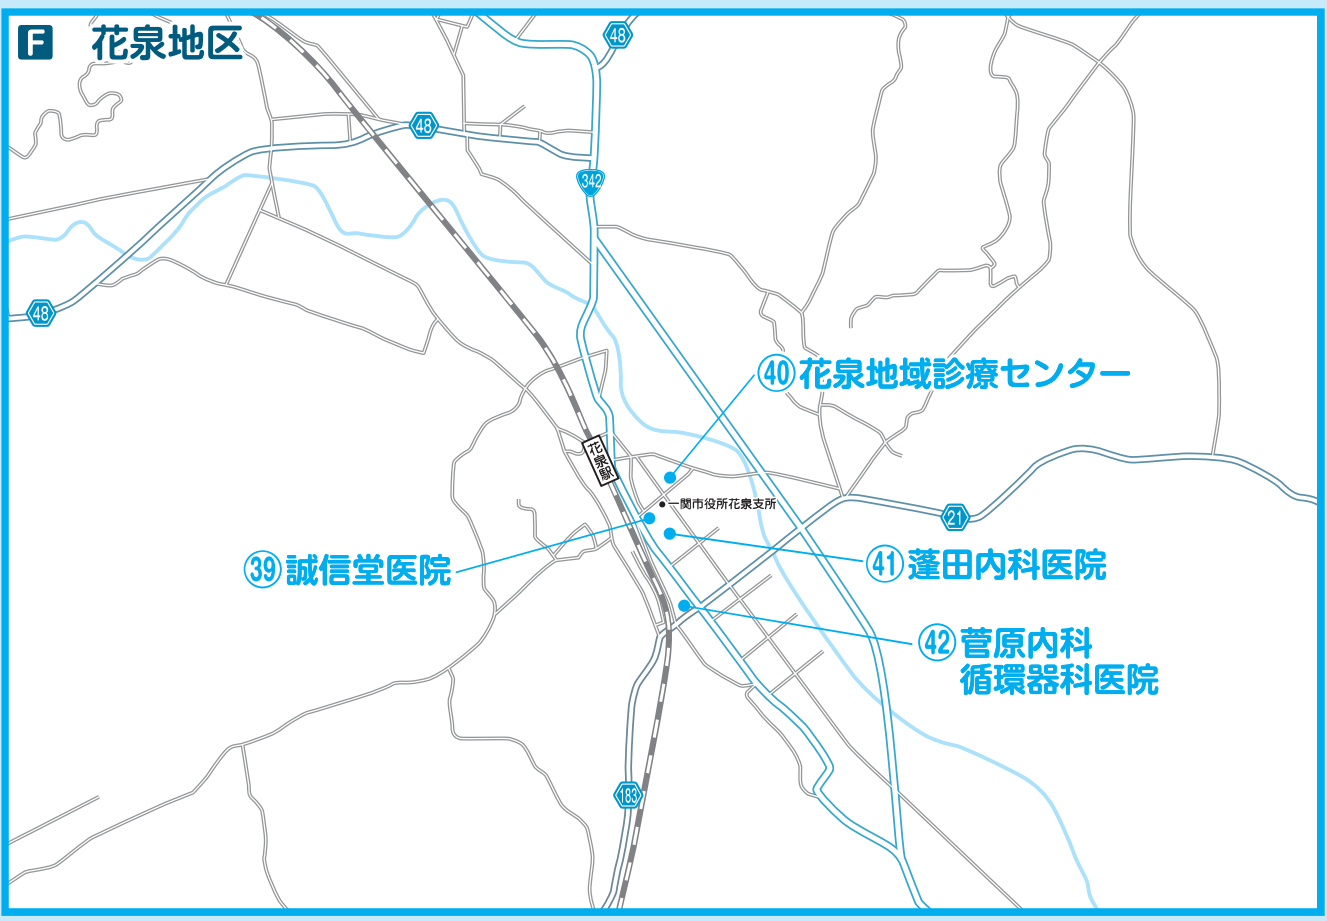 F 花泉地区
48
48
342
48
㊵花泉地域診療センター
花泉駅
一関市役所花泉支所
21
㊴誠信堂医院
㊶蓬田内科医院
㊷菅原内科
循環器科医院
183